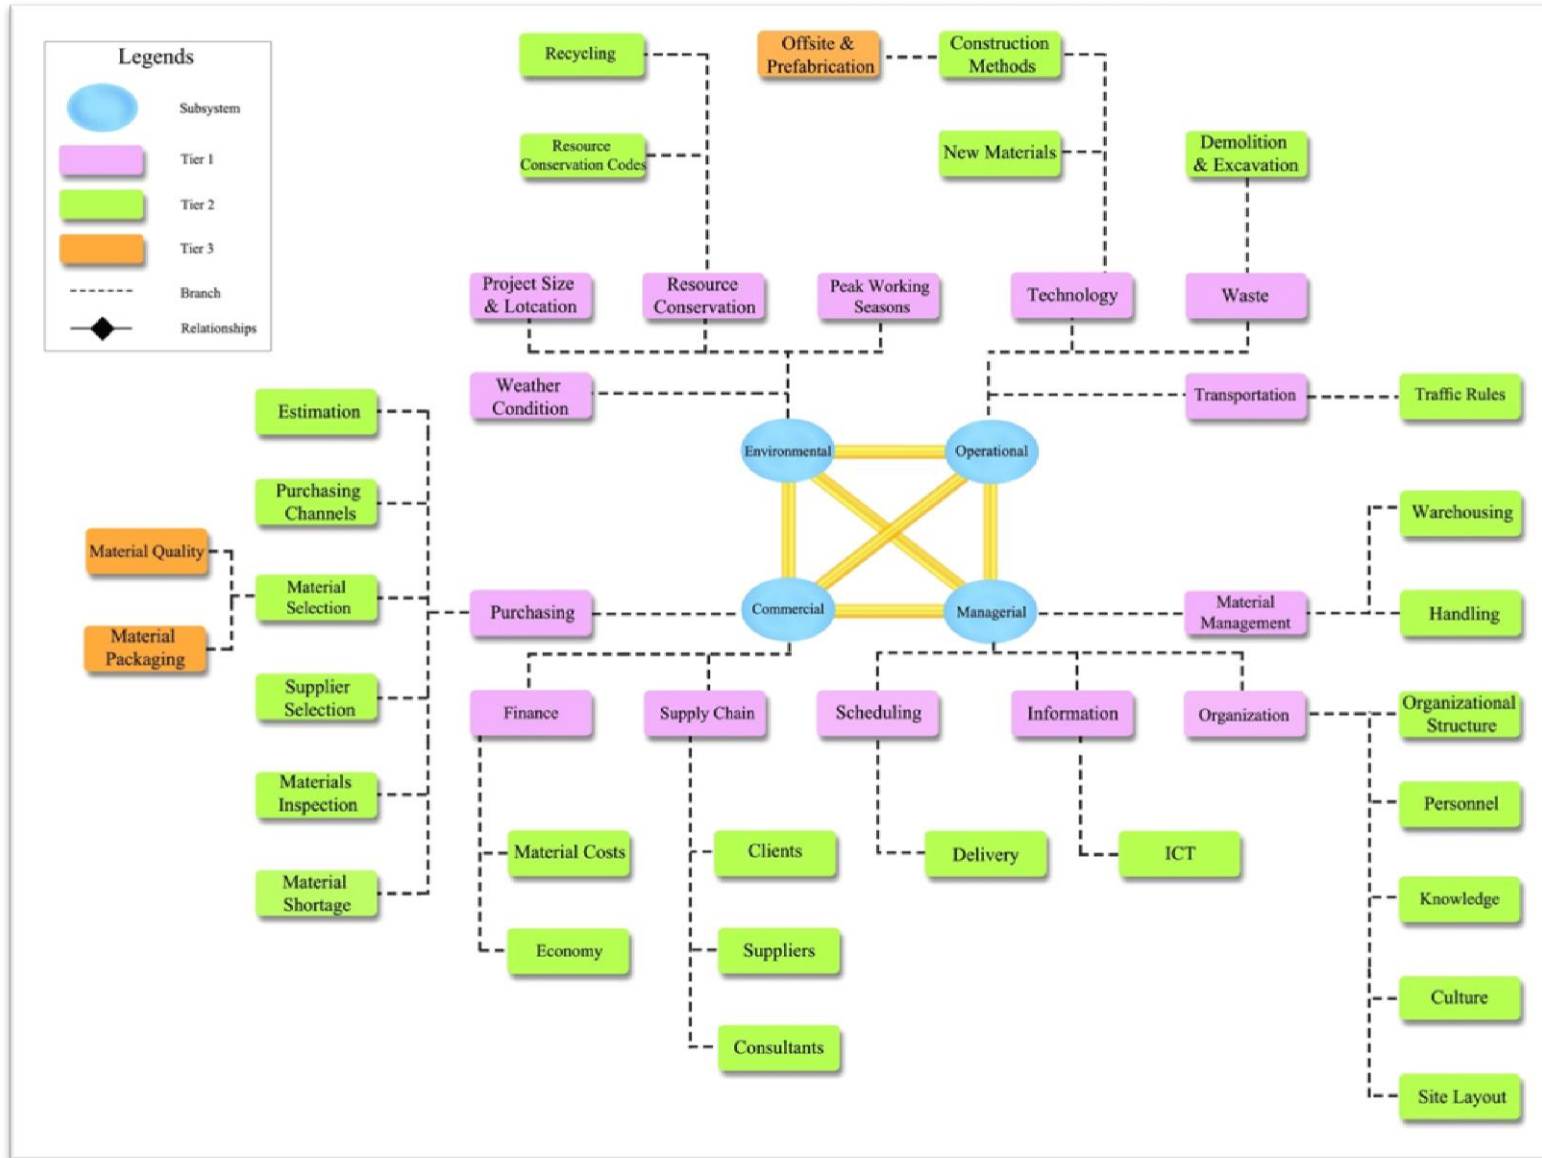 Legends
Subsystem
Tier 1
Tier 2
Tier 3
Branch
Relationships
Recycling
Offsite &
Prefabrication
Construction
Methods
Resource
Conservation Codes
New Materials
Demolition
& Excavation
Project Size
& Lotcation
Resource
Conservation
Peak Working
Seasons
Technology
Waste
Weather
Condition
Transportation
Traffic Rules
Estimation
Environmental
Operational
Purchasing
Channels
Warehousing
Material Quality
Material
Selection
Material
Packaging
Purchasing
Commercial
Managerial
Material
Management
Handling
Supplier
Selection
Finance
Supply Chain
Scheduling
Information
Organization
Organizational
Structure
Materials
Inspection
Personnel
Material Costs
Clients
Delivery
ICT
Material
Shortage
Knowledge
Economy
Suppliers
Culture
Consultants
Site Layout